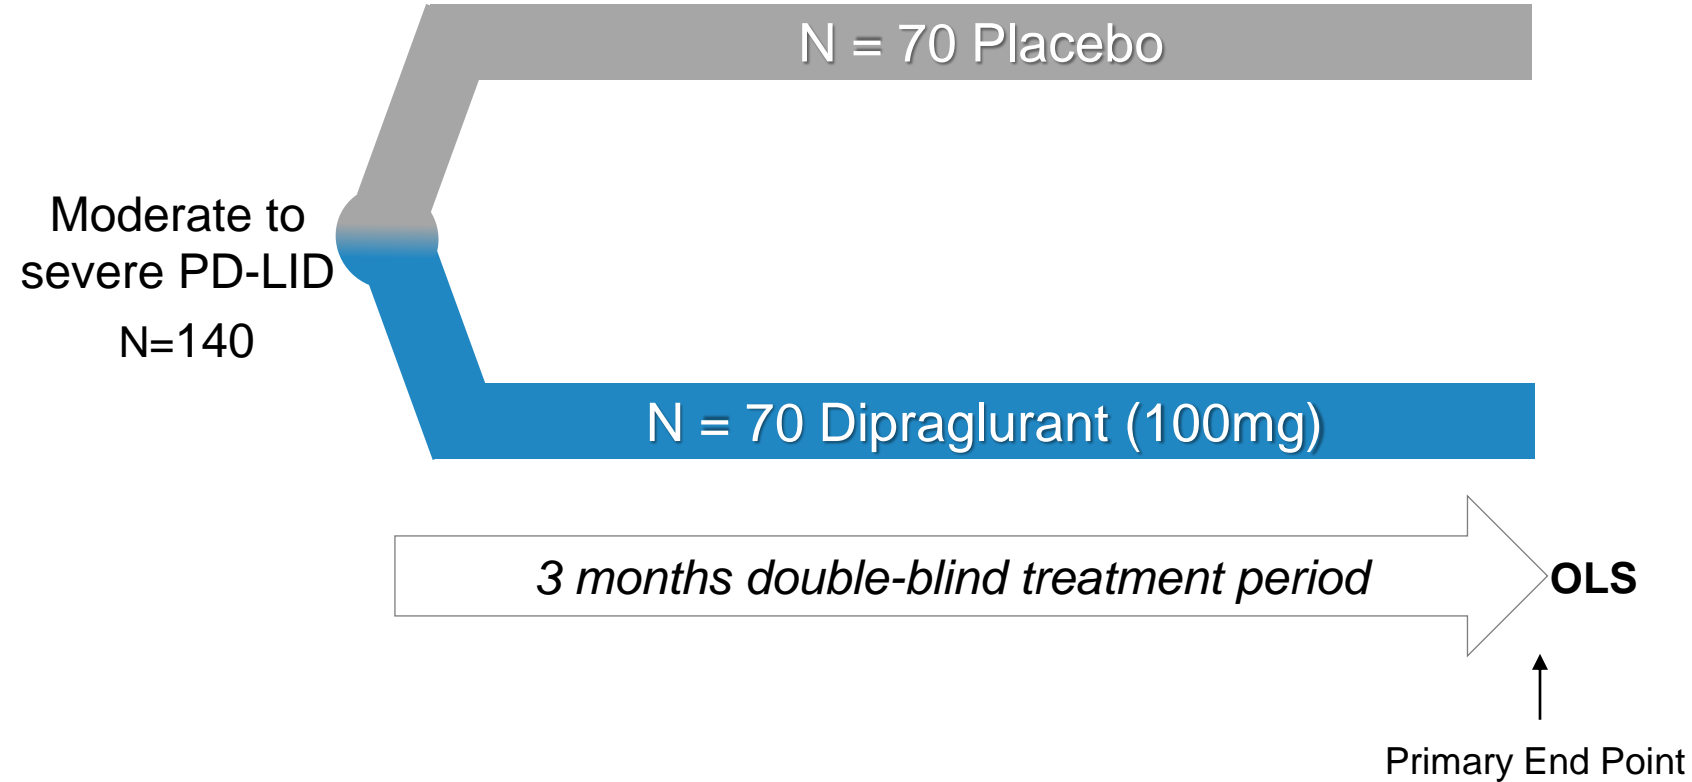 N = 70 Placebo
Moderate to
severe PD-LID
N=140
N = 70 Dipraglurant (100mg)
3 months double-blind treatment period
OLS
Primary End Point